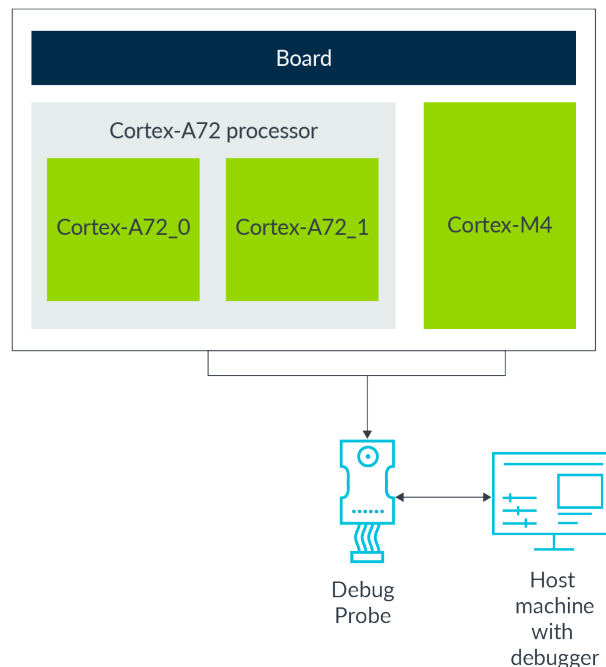 Board
Cortex-A72 processor
Cortex-A72_0
Cortex-A72_1
Cortex-M4
Debug
Probe
Host
machine
with
debugger